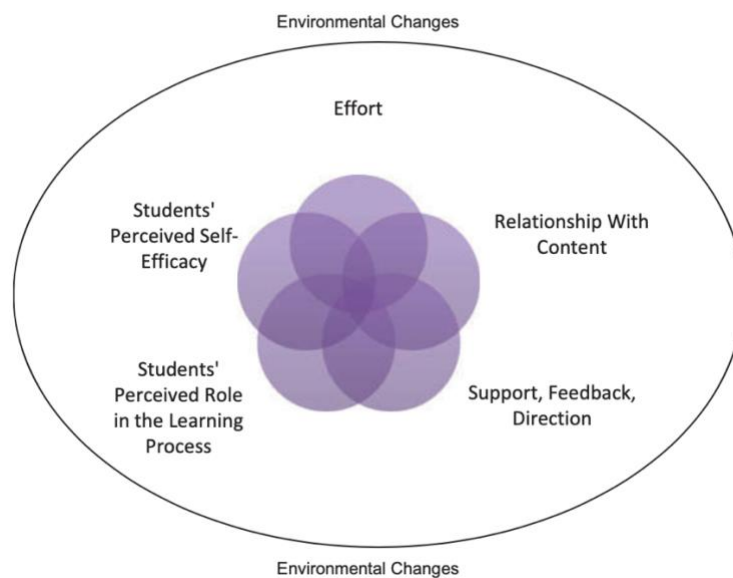 Environmental Changes
Effort
Students'
Perceived Self-
Efficacy
Relationship With
Content
Students'
Perceived Role
in the Learning
Process
Support, Feedback,
Direction
Environmental Changes